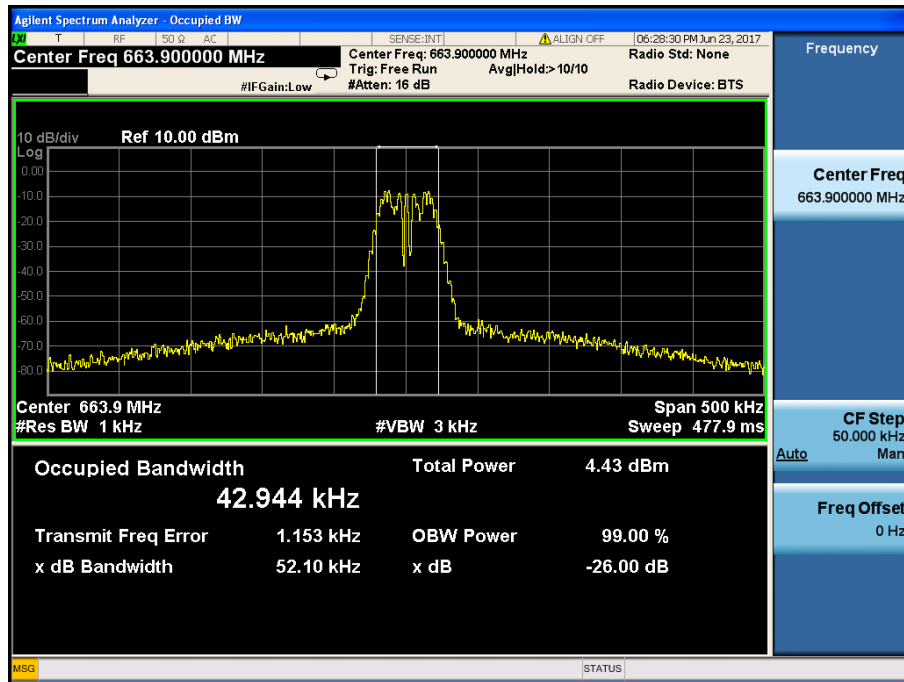 Agilent Spectrum Analyzer - Occupied BW
LXI T RF 50 Ω AC SENSE:INT ALIGN OFF 06:28:30 PM Jun 23, 2017
Center Freq 663.900000 MHz
Center Freq: 663.900000 MHz Radio Std: None
Trig: Free Run Avg|Hold:>10/10
#IFGain:Low #Atten: 16 dB Radio Device: BTS
10 dB/div Ref 10.00 dBm
Log
0.00
-10.0
-20.0
-30.0
-40.0
-50.0
-60.0
-70.0
-80.0
Center 663.9 MHz Span 500 kHz
#Res BW 1 kHz #VBW 3 kHz Sweep 477.9 ms
Occupied Bandwidth Total Power 4.43 dBm
42.944 kHz
Transmit Freq Error 1.153 kHz OBW Power 99.00 %
x dB Bandwidth 52.10 kHz x dB -26.00 dB
Frequency
Center Freq
663.900000 MHz
CF Step
50.000 kHz
Auto Man
Freq Offset
0 Hz
MSG STATUS